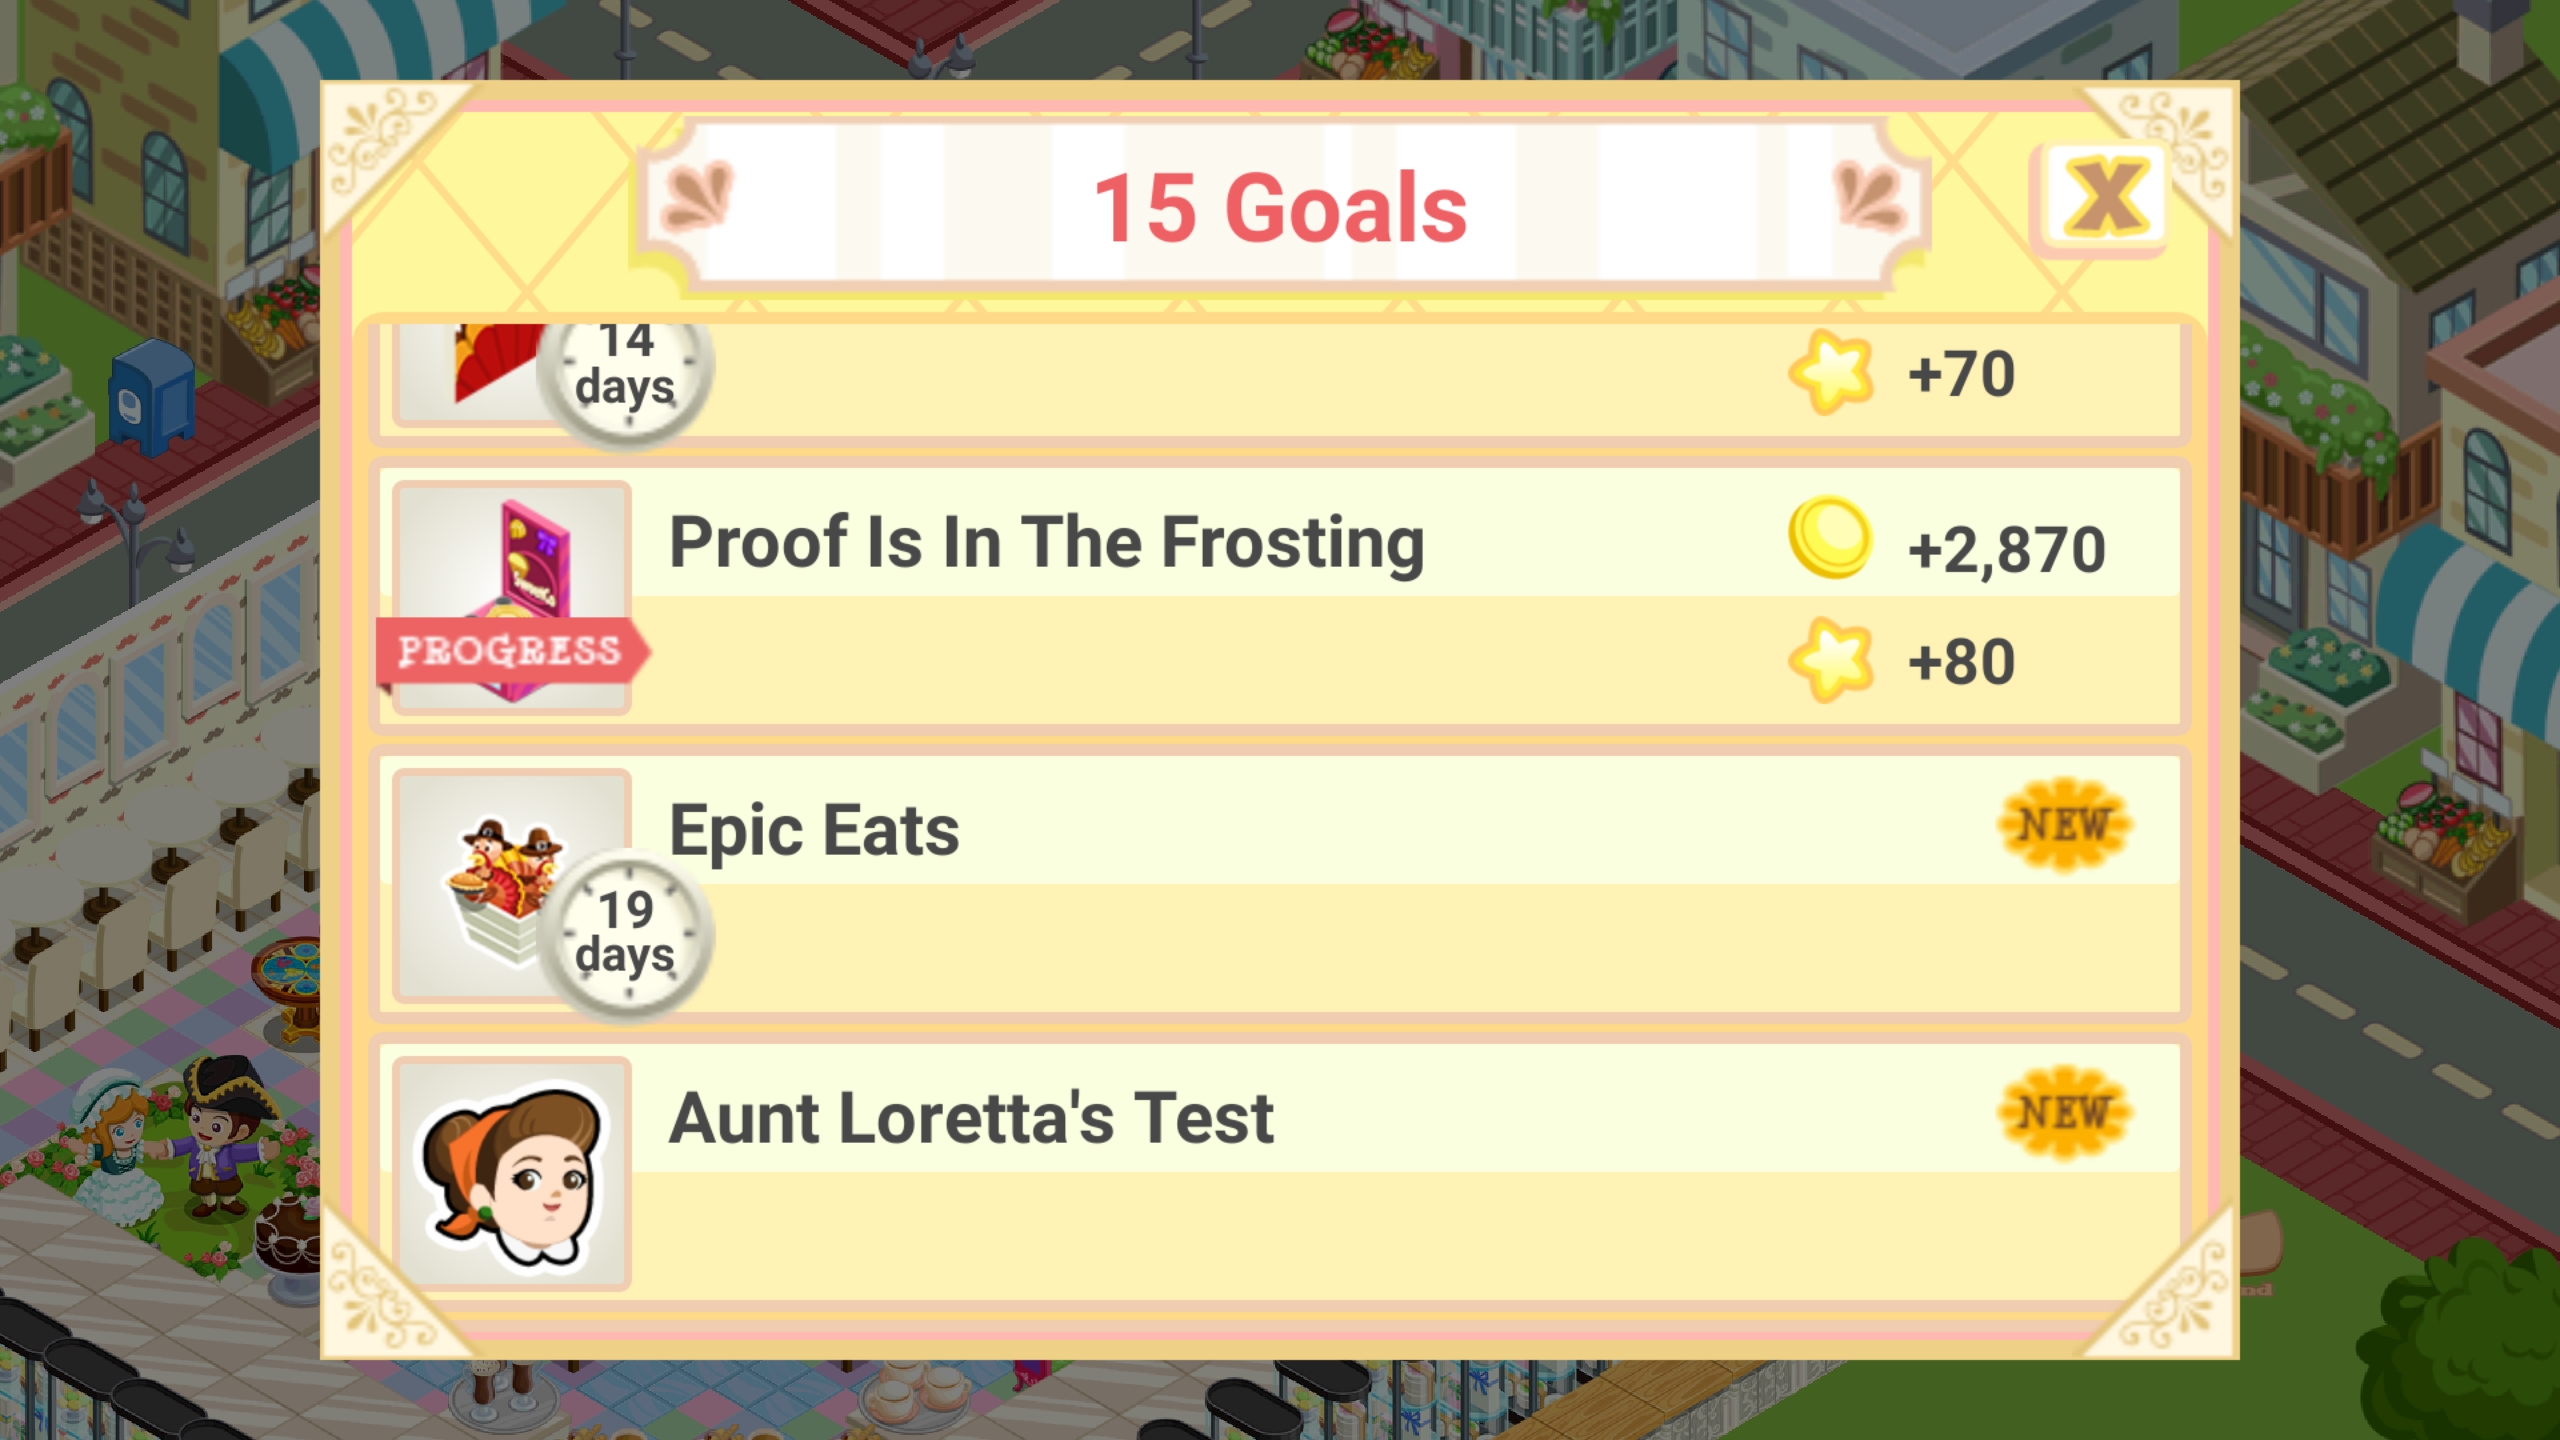 15 Goals
X
14
days
+70
Proof Is In The Frosting
+2,870
PROGRESS
+80
Epic Eats
NEW
19
days
Aunt Loretta's Test
NEW